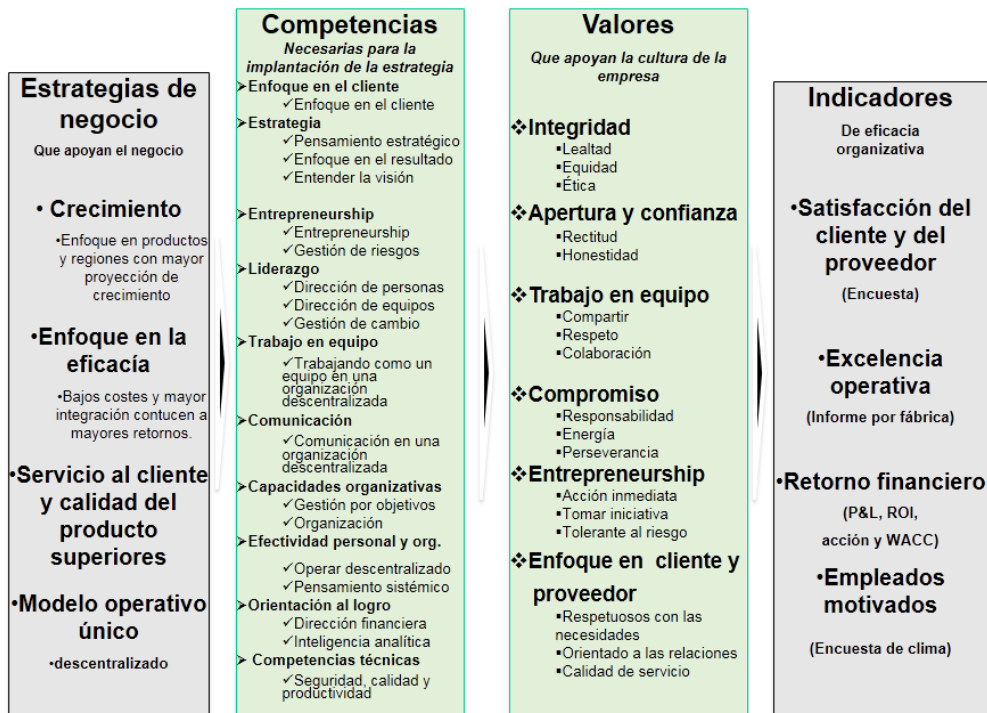 Estrategias de
negocio
Que apoyan el negocio
• Crecimiento
•Enfoque en productos
y regiones con mayor
proyección de
crecimiento
•Enfoque en la
eficacía
•Bajos costes y mayor
integración contucen a
mayores retornos.
•Servicio al cliente
y calidad del
producto
superiores
•Modelo operativo
único
•descentralizado
Competencias
Necesarias para la
implantación de la estrategia
➢Enfoque en el cliente
✓Enfoque en el cliente
➢Estrategia
✓Pensamiento estratégico
✓Enfoque en el resultado
✓Entender la visión
➢Entrepreneurship
✓Entrepreneurship
✓Gestión de riesgos
➢Liderazgo
✓Dirección de personas
✓Dirección de equipos
✓Gestión de cambio
➢Trabajo en equipo
✓Trabajando como un
equipo en una
organización
descentralizada
➢Comunicación
✓Comunicación en una
organización
descentralizada
➢Capacidades organizativas
✓Gestión por objetivos
✓Organización
➢Efectividad personal y org.
✓Operar descentralizado
✓Pensamiento sistémico
➢Orientación al logro
✓Dirección financiera
✓Inteligencia analítica
➢ Competencias técnicas
✓Seguridad, calidad y
productividad
Valores
Que apoyan la cultura de la
empresa
❖Integridad
▪Lealtad
▪Equidad
▪Ética
❖Apertura y confianza
▪Rectitud
▪Honestidad
❖Trabajo en equipo
▪Compartir
▪Respeto
▪Colaboración
❖Compromiso
▪Responsabilidad
▪Energía
▪Perseverancia
❖Entrepreneurship
▪Acción inmediata
▪Tomar iniciativa
▪Tolerante al riesgo
❖Enfoque en cliente y
proveedor
▪Respetuosos con las
necesidades
▪Orientado a las relaciones
▪Calidad de servicio
Indicadores
De eficacia
organizativa
•Satisfacción del
cliente y del
proveedor
(Encuesta)
•Excelencia
operativa
(Informe por fábrica)
•Retorno financiero
(P&L, ROI,
acción y WACC)
•Empleados
motivados
(Encuesta de clima)